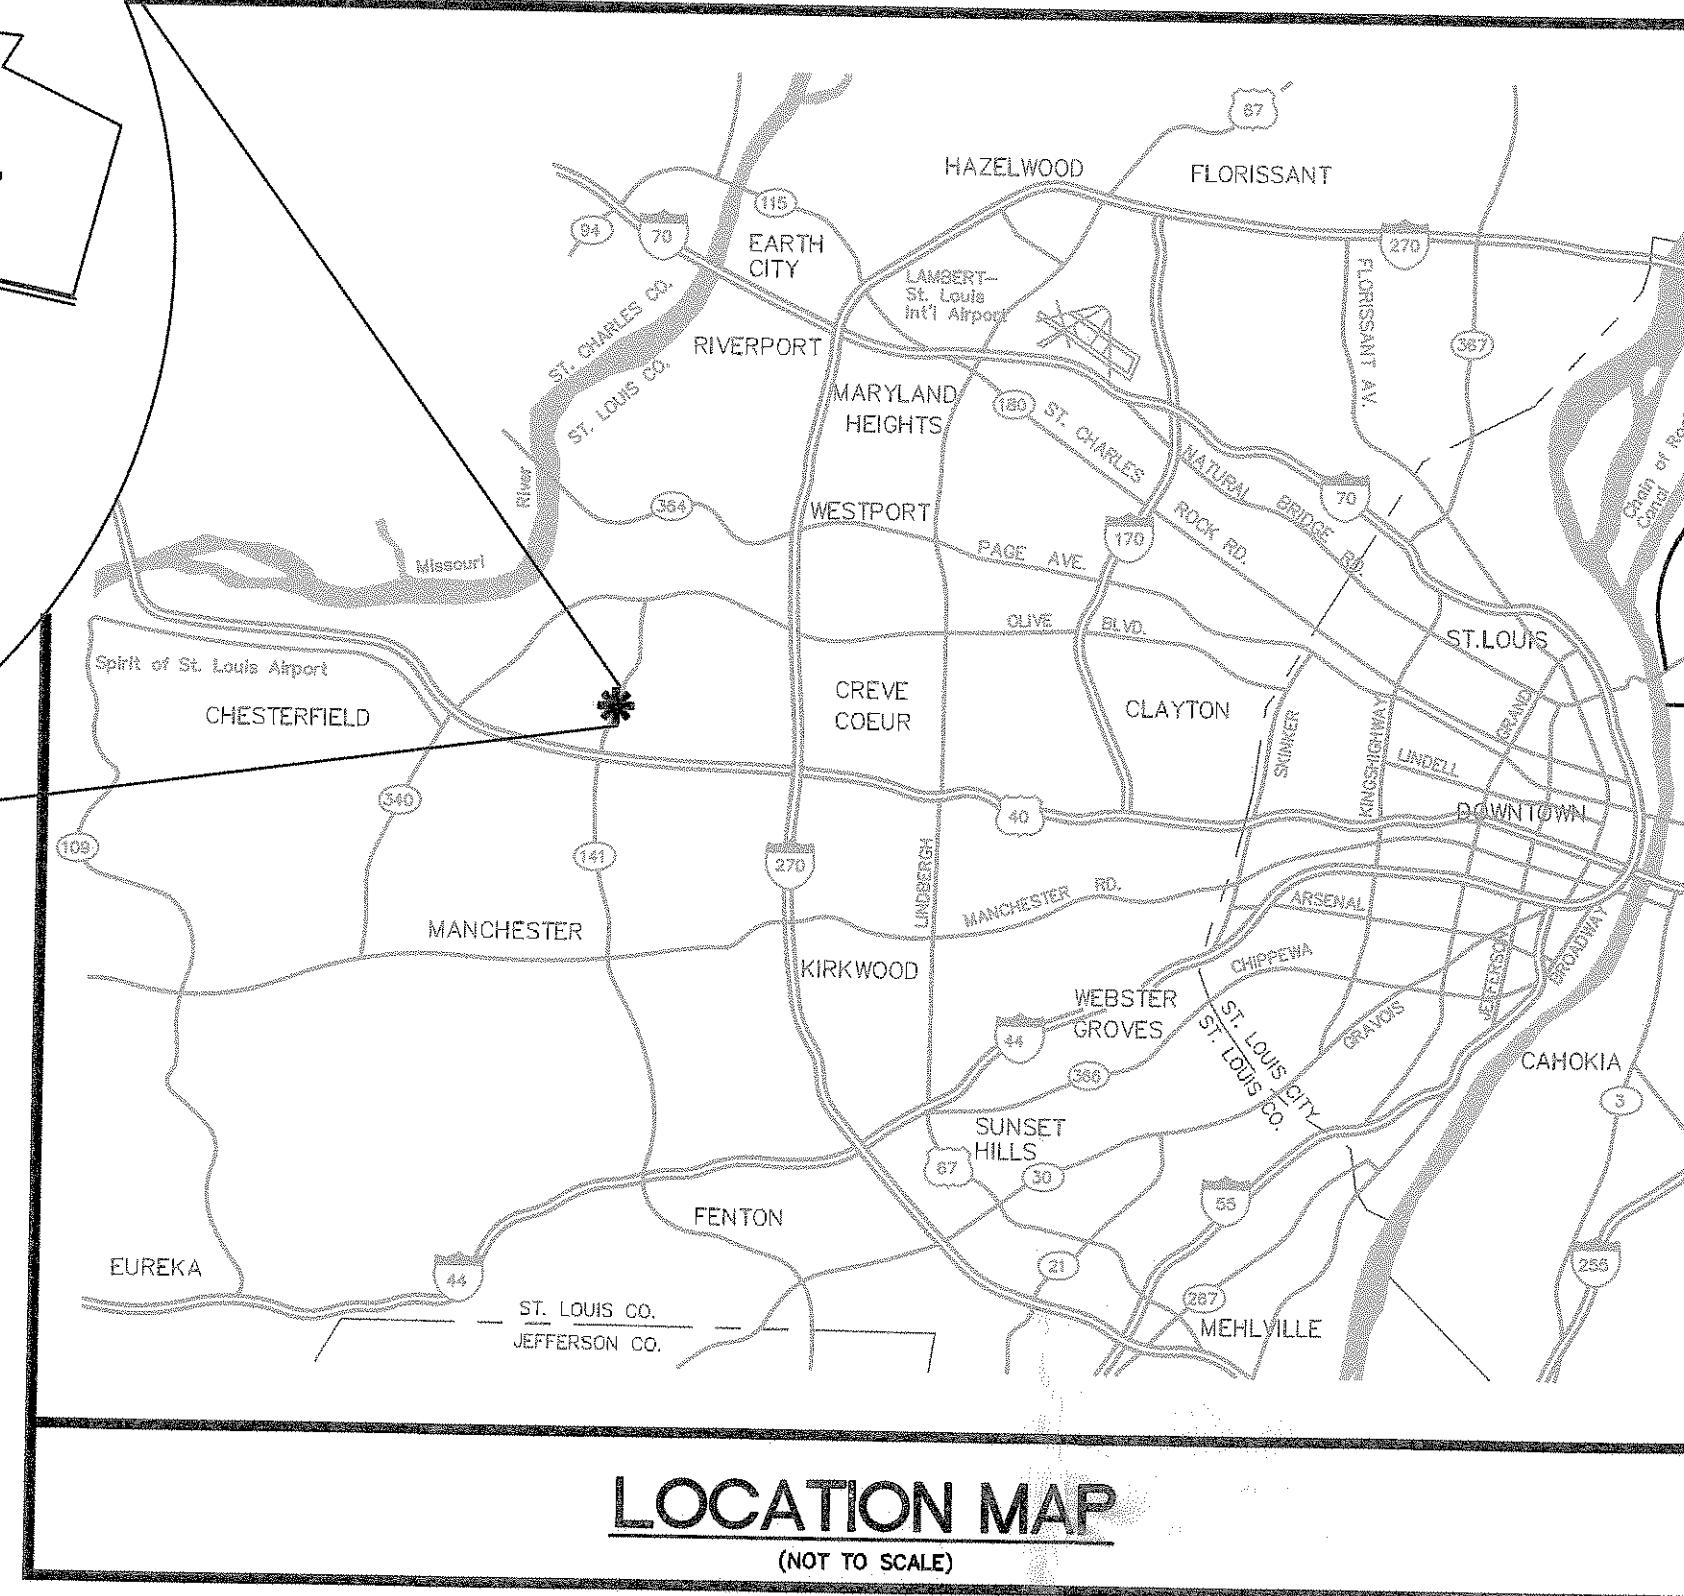 67
HAZELWOOD
FLORISSANT
115
94
70
EARTH
CITY
270
LAMBERT-
St. Louis
Int'l Airport
FLORISSANT AV.
ST. CHARLES CO.
ST. LOUIS CO.
RIVERPORT
367
MARYLAND
HEIGHTS
180
ST. CHARLES
ROCK RD.
NATURAL BRIDGE RD.
70
Chain of
Canal
River
364
WESTPORT
170
PAGE AVE.
Missouri
OLIVE BLVD.
ST.LOUIS
Spirit of St. Louis Airport
CHESTERFIELD
CREVE
COEUR
CLAYTON
SKINKER
KINGSHIGHWAY
GRAND
LINDELL
340
40
DOWNTOWN
109
141
270
LINDBERGH
MANCHESTER RD.
ARSENAL
MANCHESTER
JEFFERSON
BROADWAY
KIRKWOOD
CHIPPEWA
WEBSTER
GROVES
44
ST. LOUIS CITY
ST. LOUIS CO.
GRAVOIS
CAHOKIA
366
3
SUNSET
HILLS
67
30
55
FENTON
EUREKA
44
21
255
267
ST. LOUIS CO.
JEFFERSON CO.
MEHLVILLE
LOCATION MAP
(NOT TO SCALE)